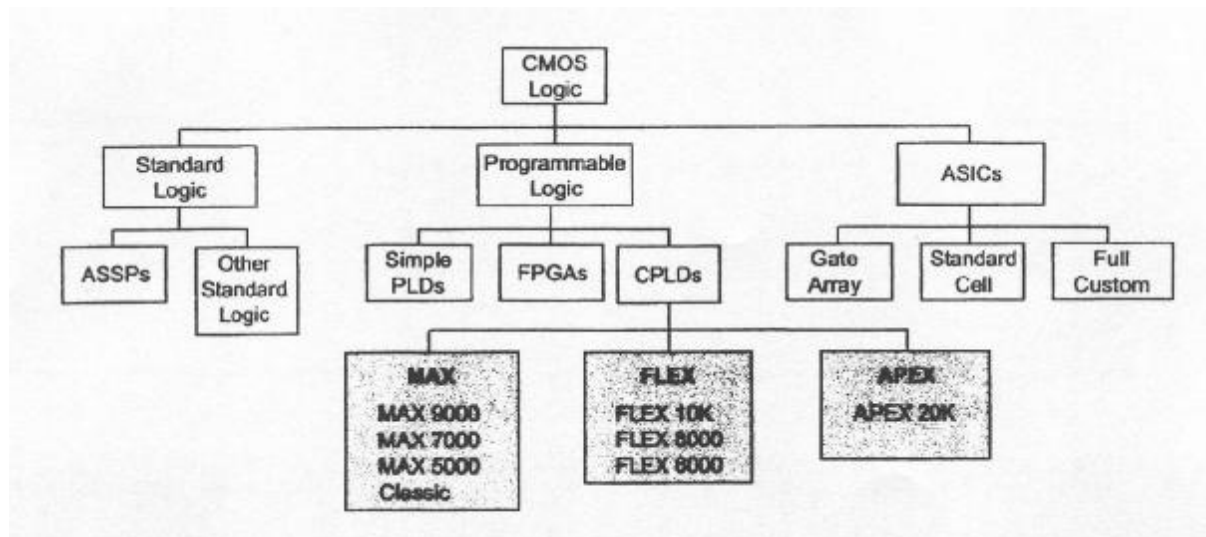 CMOS
Logic
Standard
Logic
Programmable
Logic
ASICs
ASSPs
Other
Standard
Logic
Simple
PLDs
FPGAs
CPLDs
Gate
Array
Standard
Cell
Full
Custom
MAX
MAX 9000
MAX 7000
MAX 5000
Classic
FLEX
FLEX 10K
FLEX 8000
FLEX 6000
APEX
APEX 20K